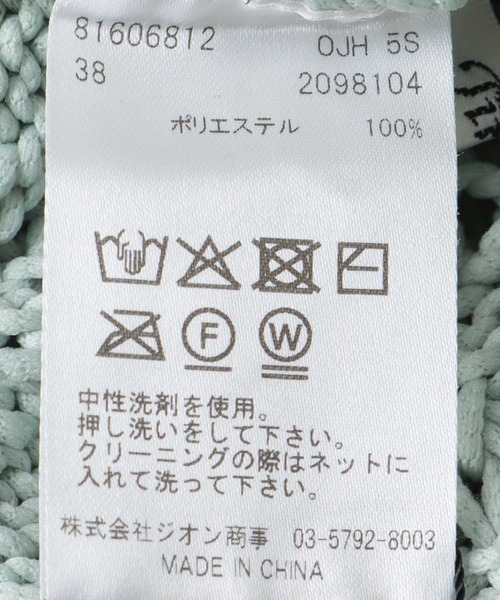 81606812 OJH 5S
38 2098104
ポリエステル 100%
F W
中性洗剤を使用。
押し洗いをして下さい。
クリーニングの際はネットに
入れて洗って下さい。
株式会社ジオン商事 03-5792-8003
MADE IN CHINA